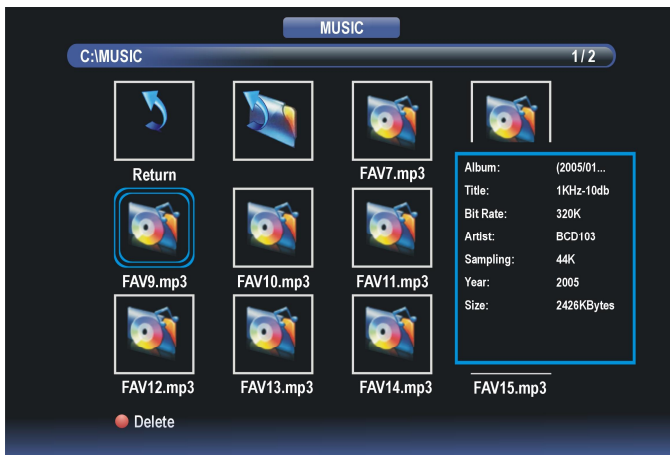 MUSIC
C:\MUSIC 1/2
Return FAV7.mp3
Album: (2005/01...
Title: 1KHz-10db
Bit Rate: 320K
Artist: BCD103
Sampling: 44K
Year: 2005
Size: 2426KBytes
FAV9.mp3 FAV10.mp3 FAV11.mp3
FAV12.mp3 FAV13.mp3 FAV14.mp3 FAV15.mp3
Delete